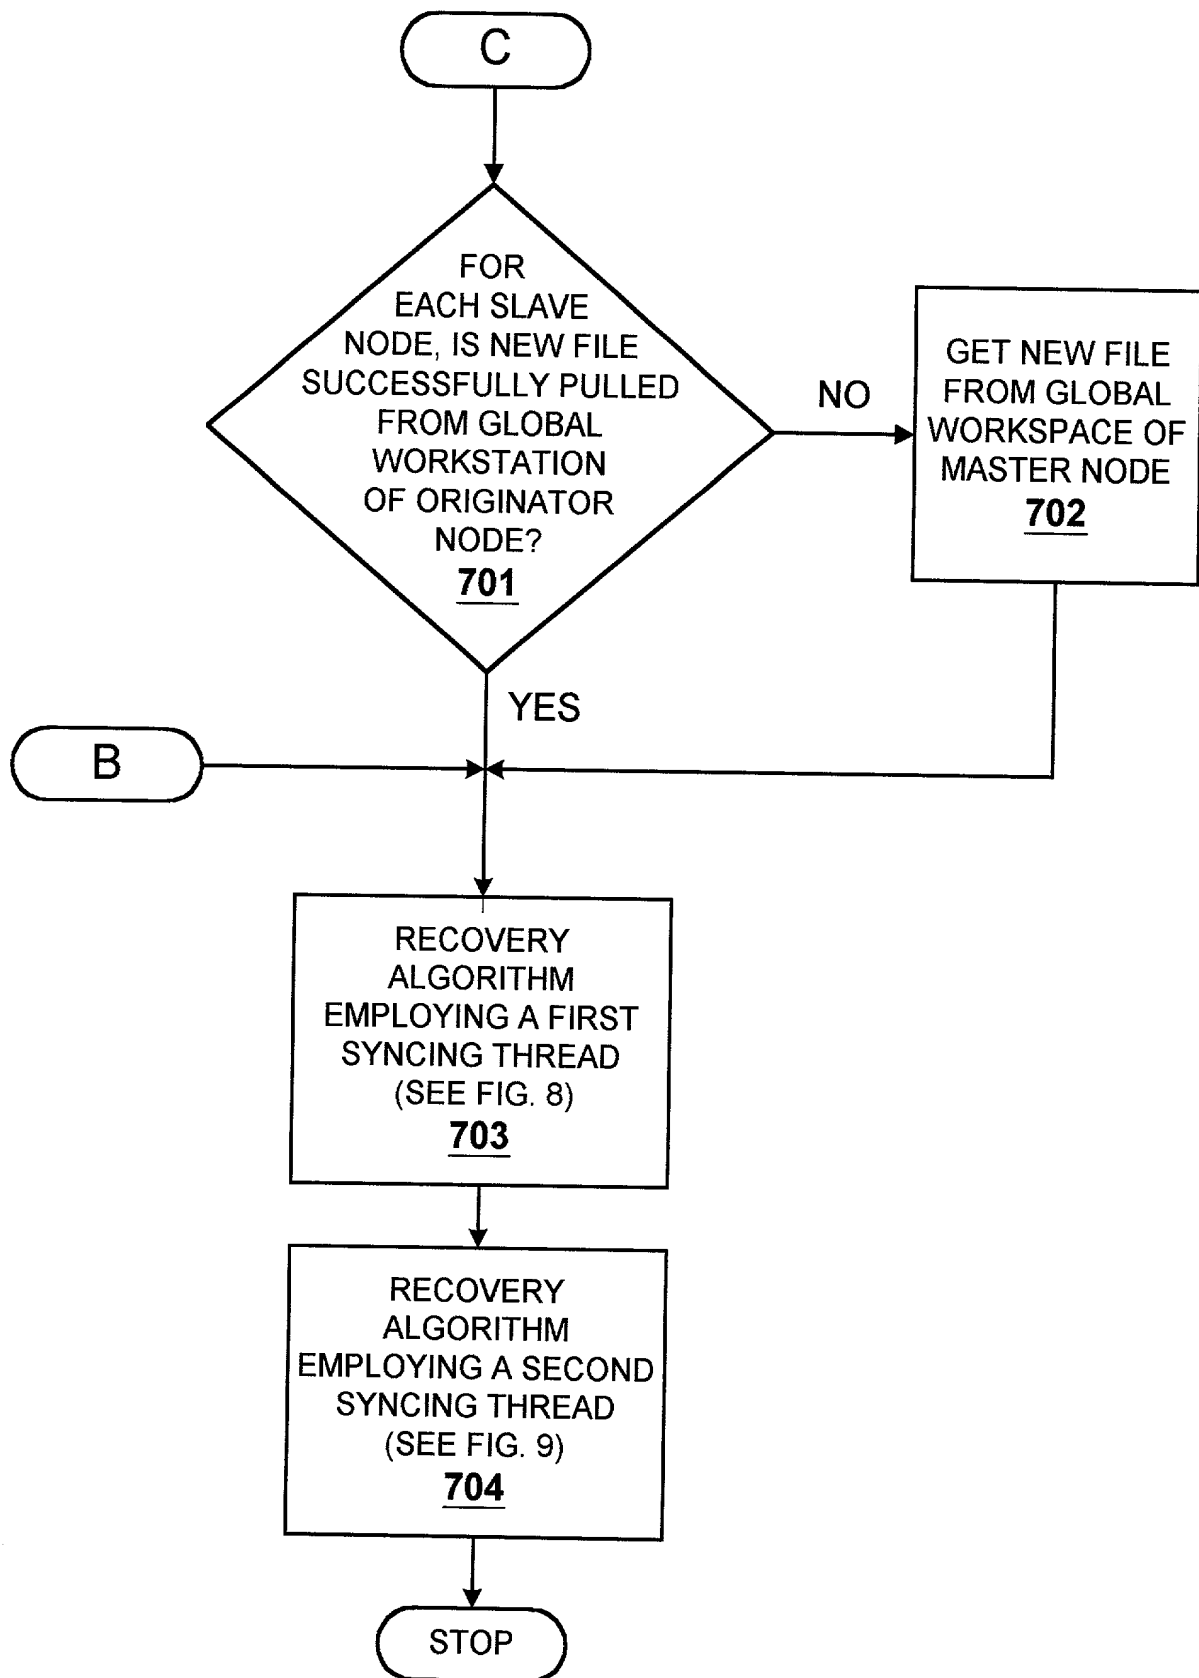 C
FOR
EACH SLAVE
NODE, IS NEW FILE
SUCCESSFULLY PULLED
FROM GLOBAL
WORKSTATION
OF ORIGINATOR
NODE?
701
NO
GET NEW FILE
FROM GLOBAL
WORKSPACE OF
MASTER NODE
702
YES
B
RECOVERY
ALGORITHM
EMPLOYING A FIRST
SYNCING THREAD
(SEE FIG. 8)
703
RECOVERY
ALGORITHM
EMPLOYING A SECOND
SYNCING THREAD
(SEE FIG. 9)
704
STOP